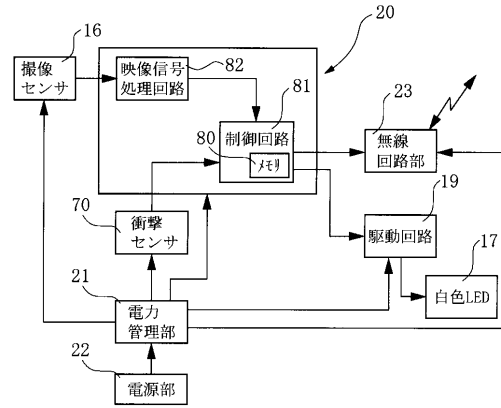 20
16
撮像
センサ
映像信号
処理回路
82
81
制御回路
80
メモリ
23
無線
回路部
70
衝撃
センサ
19
駆動回路
17
白色LED
21
電力
管理部
22
電源部